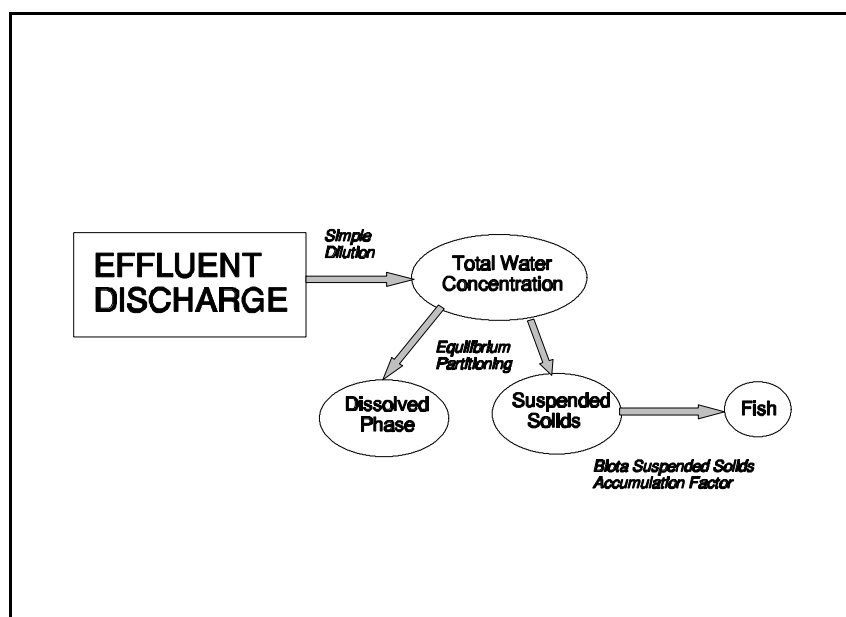 EFFLUENT
DISCHARGE
Simple
Dilution
Total Water
Concentration
Equilibrium
Partitioning
Dissolved
Phase
Suspended
Solids
Fish
Biota Suspended Solids
Accumulation Factor